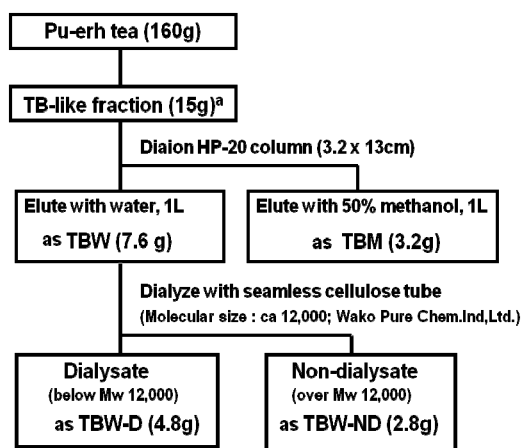 Pu-erh tea (160g)
TB-like fraction (15g)ᵃ
Diaion HP-20 column (3.2 x 13cm)
Elute with water, 1L
as TBW (7.6 g)
Elute with 50% methanol, 1L
as TBM (3.2g)
Dialyze with seamless cellulose tube
(Molecular size : ca 12,000; Wako Pure Chem.Ind,Ltd.)
Dialysate
(below Mw 12,000)
as TBW-D (4.8g)
Non-dialysate
(over Mw 12,000)
as TBW-ND (2.8g)